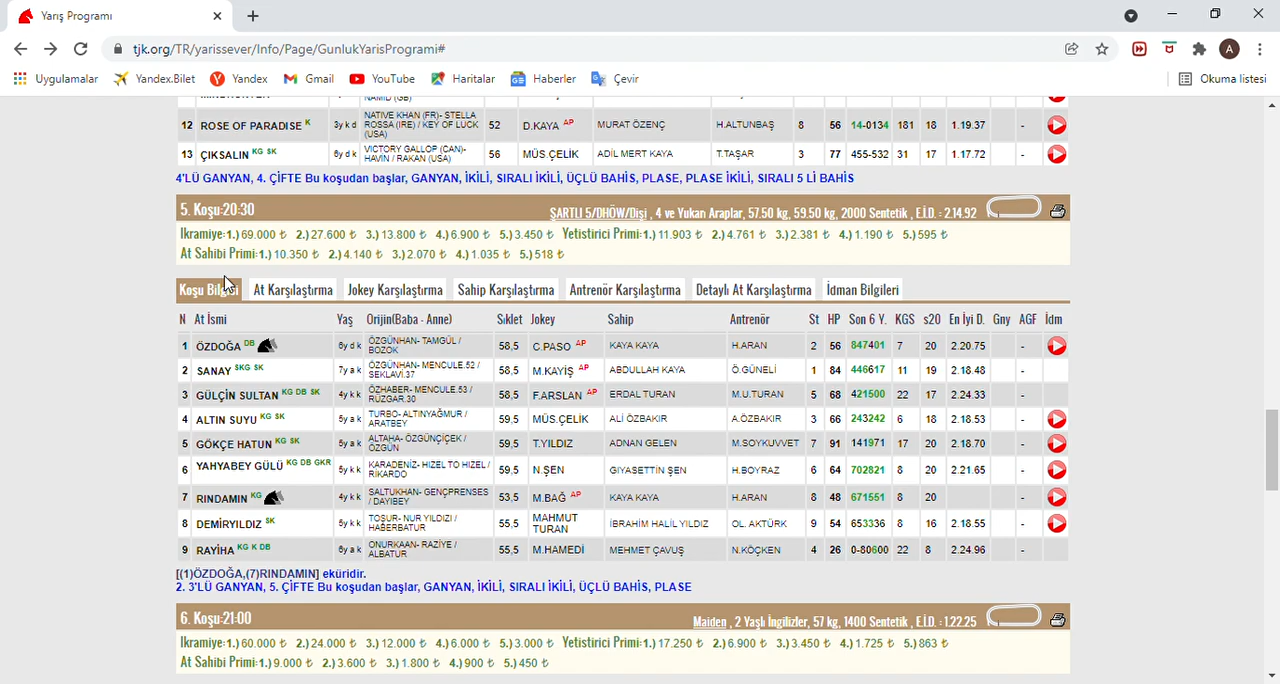 Yarış Programı
tjk.org/TR/yarissever/Info/Page/GunlukYarisProgrami#
A
Uygulamalar Yandex.Bilet Yandex Gmail YouTube Haritalar Haberler Çevir Okuma listesi
NAMID (GB)
12 ROSE OF PARADISE K 3y k d NATIVE KHAN (FR)- STELLA ROSSA (IRE) / KEY OF LUCK (USA) 52 D.KAYA AP MURAT ÖZENÇ H.ALTUNBAŞ 8 56 14-0134 181 18 1.19.37 -
13 ÇIKSALIN KG SK 6y d k VICTORY GALLOP (CAN)- HAVIN / RAKAN (USA) 56 MÜS.ÇELİK ADİL MERT KAYA T.TAŞAR 3 77 455-532 31 17 1.17.72 -
4'LÜ GANYAN, 4. ÇİFTE Bu koşudan başlar, GANYAN, İKİLİ, SIRALI İKİLİ, ÜÇLÜ BAHİS, PLASE, PLASE İKİLİ, SIRALI 5 Lİ BAHİS
5. Koşu:20:30 ŞARTLI 5/DHÖW/Dişi , 4 ve Yukarı Araplar, 57.50 kg, 59.50 kg, 2000 Sentetik , E.İ.D. : 2.14.92
Ikramiye:1.) 69.000 ₺ 2.) 27.600 ₺ 3.) 13.800 ₺ 4.) 6.900 ₺ 5.) 3.450 ₺ Yetistirici Primi:1.) 11.903 ₺ 2.) 4.761 ₺ 3.) 2.381 ₺ 4.) 1.190 ₺ 5.) 595 ₺
At Sahibi Primi:1.) 10.350 ₺ 2.) 4.140 ₺ 3.) 2.070 ₺ 4.) 1.035 ₺ 5.) 518 ₺
Koşu Bilgisi At Karşılaştırma Jokey Karşılaştırma Sahip Karşılaştırma Antrenör Karşılaştırma Detaylı At Karşılaştırma İdman Bilgileri
N At İsmi Yaş Orijin(Baba - Anne) Sıklet Jokey Sahip Antrenör St HP Son 6 Y. KGS s20 En İyi D. Gny AGF İdm
1 ÖZDOĞA DB 6y d k ÖZGÜNHAN- TAMGÜL / BOZOK 58,5 C.PASO AP KAYA KAYA H.ARAN 2 56 847401 7 20 2.20.75 -
2 SANAY SKG SK 7y a k ÖZGÜNHAN- MENCULE.52 / SEKLAVİ.37 58,5 M.KAYİŞ AP ABDULLAH KAYA Ö.GÜNELİ 1 84 446617 11 19 2.18.48 -
3 GÜLÇİN SULTAN KG DB SK 4y k k ÖZHABER- MENCULE.53 / RÜZGAR.30 58,5 F.ARSLAN AP ERDAL TURAN M.U.TURAN 5 68 421500 22 17 2.24.33 -
4 ALTIN SUYU KG SK 5y a k TURBO- ALTINYAĞMUR / ARATBEY 59,5 MÜS.ÇELİK ALİ ÖZBAKIR A.ÖZBAKIR 3 66 243242 6 18 2.18.53 -
5 GÖKÇE HATUN KG SK 5y a k ALTAHA- ÖZGÜNÇİÇEK / ÖZGÜN 59,5 T.YILDIZ ADNAN GELEN M.SOYKUVVET 7 91 141971 17 20 2.18.70 -
6 YAHYABEY GÜLÜ KG DB GKR 5y k k KARADENİZ- HIZEL TO HIZEL / RIKARDO 59,5 N.ŞEN GIYASETTİN ŞEN H.BOYRAZ 6 64 702821 8 20 2.21.65 -
7 RINDAMIN KG 4y k k SALTUKHAN- GENÇPRENSES / DAYIBEY 53,5 M.BAĞ AP KAYA KAYA H.ARAN 8 48 671551 8 20 -
8 DEMİRYILDIZ SK 5y k k TOŞUR- NUR YILDIZI / HABERBATUR 55,5 MAHMUT TURAN İBRAHİM HALİL YILDIZ OL. AKTÜRK 9 54 653336 8 16 2.18.55 -
9 RAYİHA KG K DB 6y a k ONURKAAN- RAZİYE / ALBATUR 55,5 M.HAMEDİ MEHMET ÇAVUŞ N.KÖÇKEN 4 26 0-80600 22 8 2.24.96 -
[(1)ÖZDOĞA,(7)RINDAMIN] eküridir.
2. 3'LÜ GANYAN, 5. ÇİFTE Bu koşudan başlar, GANYAN, İKİLİ, SIRALI İKİLİ, ÜÇLÜ BAHİS, PLASE
6. Koşu:21:00 Maiden , 2 Yaşlı İngilizler, 57 kg, 1400 Sentetik , E.İ.D. : 1.22.25
Ikramiye:1.) 60.000 ₺ 2.) 24.000 ₺ 3.) 12.000 ₺ 4.) 6.000 ₺ 5.) 3.000 ₺ Yetistirici Primi:1.) 17.250 ₺ 2.) 6.900 ₺ 3.) 3.450 ₺ 4.) 1.725 ₺ 5.) 863 ₺
At Sahibi Primi:1.) 9.000 ₺ 2.) 3.600 ₺ 3.) 1.800 ₺ 4.) 900 ₺ 5.) 450 ₺